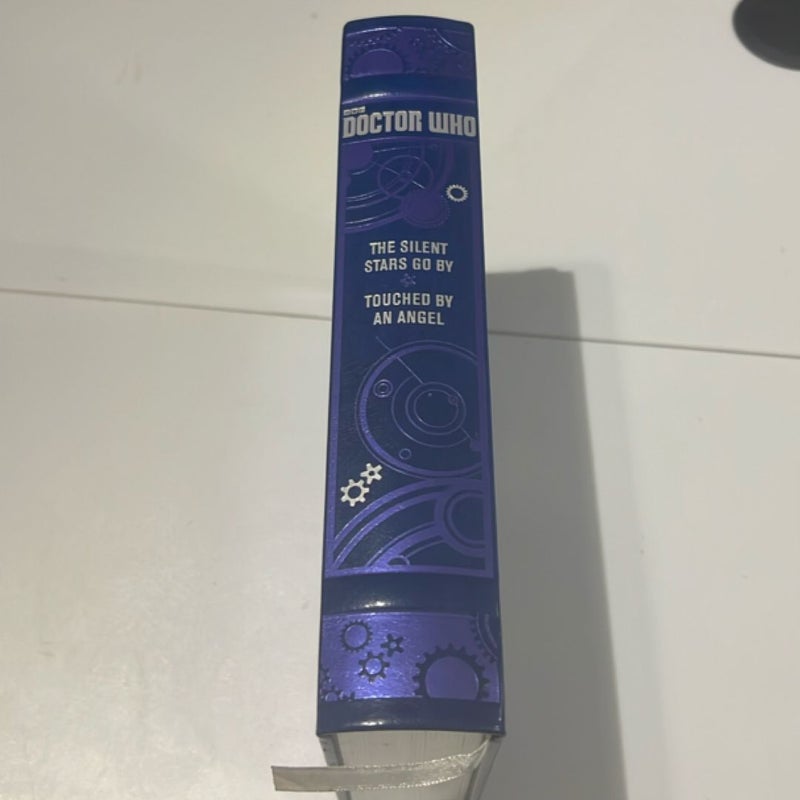 BBC
DOCTOR WHO
THE SILENT
STARS GO BY
TOUCHED BY
AN ANGEL